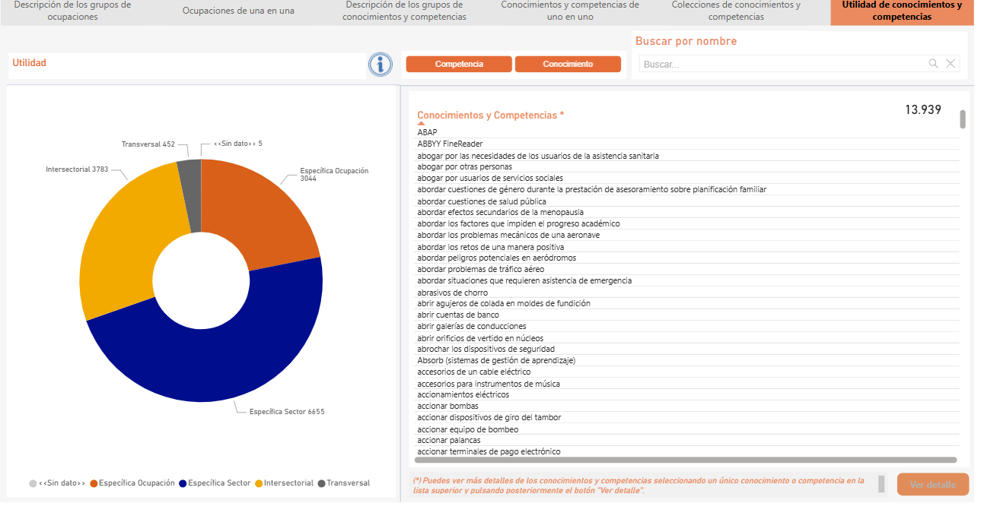 Descripción de los grupos de
ocupaciones
Ocupaciones de una en una
Descripción de los grupos de
conocimientos y competencias
Conocimientos y competencias de
uno en uno
Colecciones de conocimientos y
competencias
Utilidad de conocimientos y
competencias
Utilidad
Competencia
Conocimiento
Buscar por nombre
Buscar...
Transversal 452
<<Sin dato>> 5
Intersectorial 3783
Específica Ocupación
3044
Específica Sector 6655
<<Sin dato>> Específica Ocupación Específica Sector Intersectorial Transversal
13.939
Conocimientos y Competencias *
ABAP
ABBYY FineReader
abogar por las necesidades de los usuarios de la asistencia sanitaria
abogar por otras personas
abogar por usuarios de servicios sociales
abordar cuestiones de género durante la prestación de asesoramiento sobre planificación familiar
abordar cuestiones de salud pública
abordar efectos secundarios de la menopausia
abordar los factores que impiden el progreso académico
abordar los problemas mecánicos de una aeronave
abordar los retos de una manera positiva
abordar peligros potenciales en aeródromos
abordar problemas de tráfico aéreo
abordar situaciones que requieren asistencia de emergencia
abrasivos de chorro
abrir agujeros de colada en moldes de fundición
abrir cuentas de banco
abrir galerías de conducciones
abrir orificios de vertido en núcleos
abrochar los dispositivos de seguridad
Absorb (sistemas de gestión de aprendizaje)
accesorios de un cable eléctrico
accesorios para instrumentos de música
accionamientos eléctricos
accionar bombas
accionar dispositivos de giro del tambor
accionar equipo de bombeo
accionar palancas
accionar terminales de pago electrónico
(*) Puedes ver más detalles de los conocimientos y competencias seleccionando un único conocimiento o competencia en la
lista superior y pulsando posteriormente el botón "Ver detalle".
Ver detalle